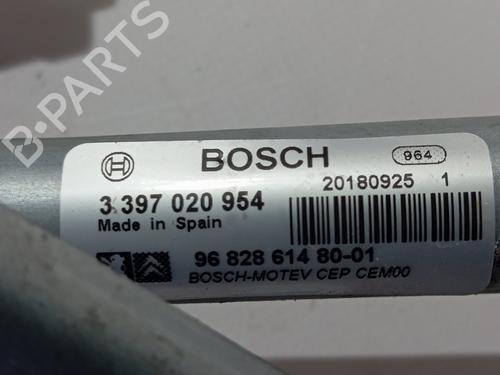 B-PARTS
BOSCH
964
3 397 020 954
20180925 1
Made in Spain
96 828 614 80-01
BOSCH-MOTEV CEP CEM00